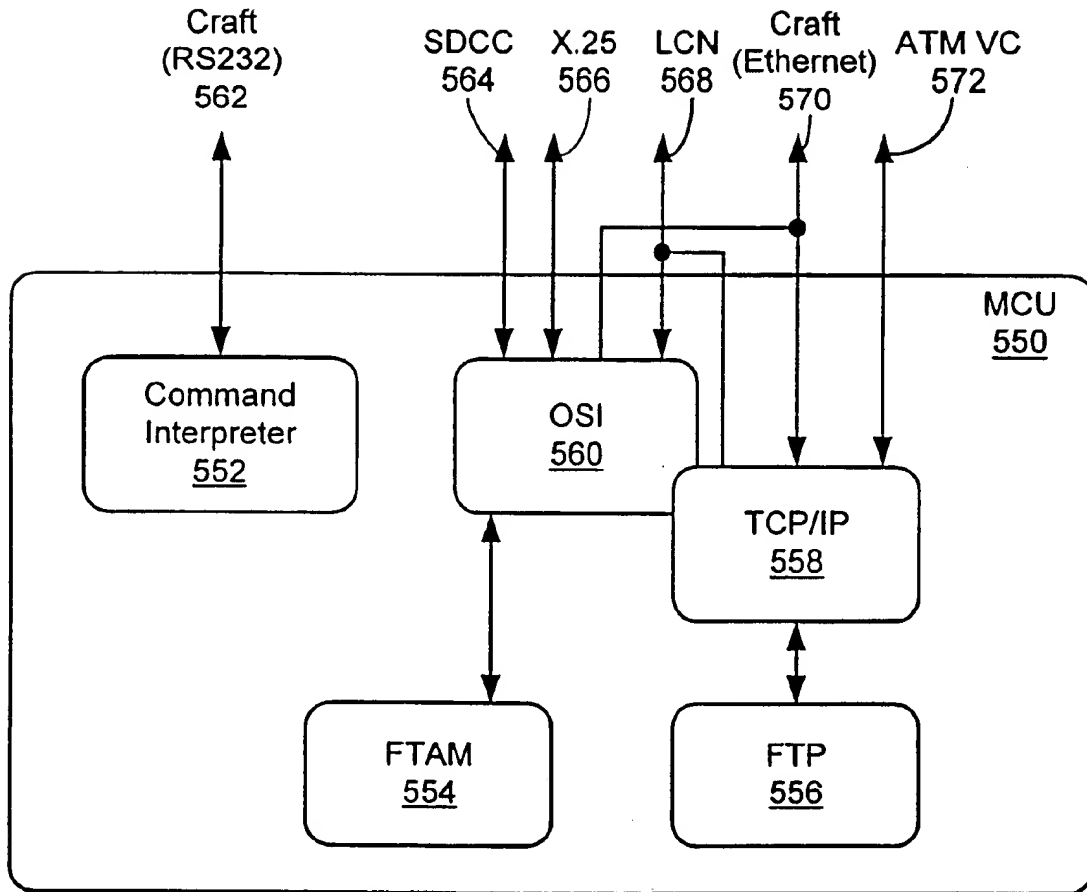 Craft
(RS232)
562
SDCC
564
X.25
566
LCN
568
Craft
(Ethernet)
570
ATM VC
572
MCU
550
Command
Interpreter
552
OSI
560
TCP/IP
558
FTAM
554
FTP
556